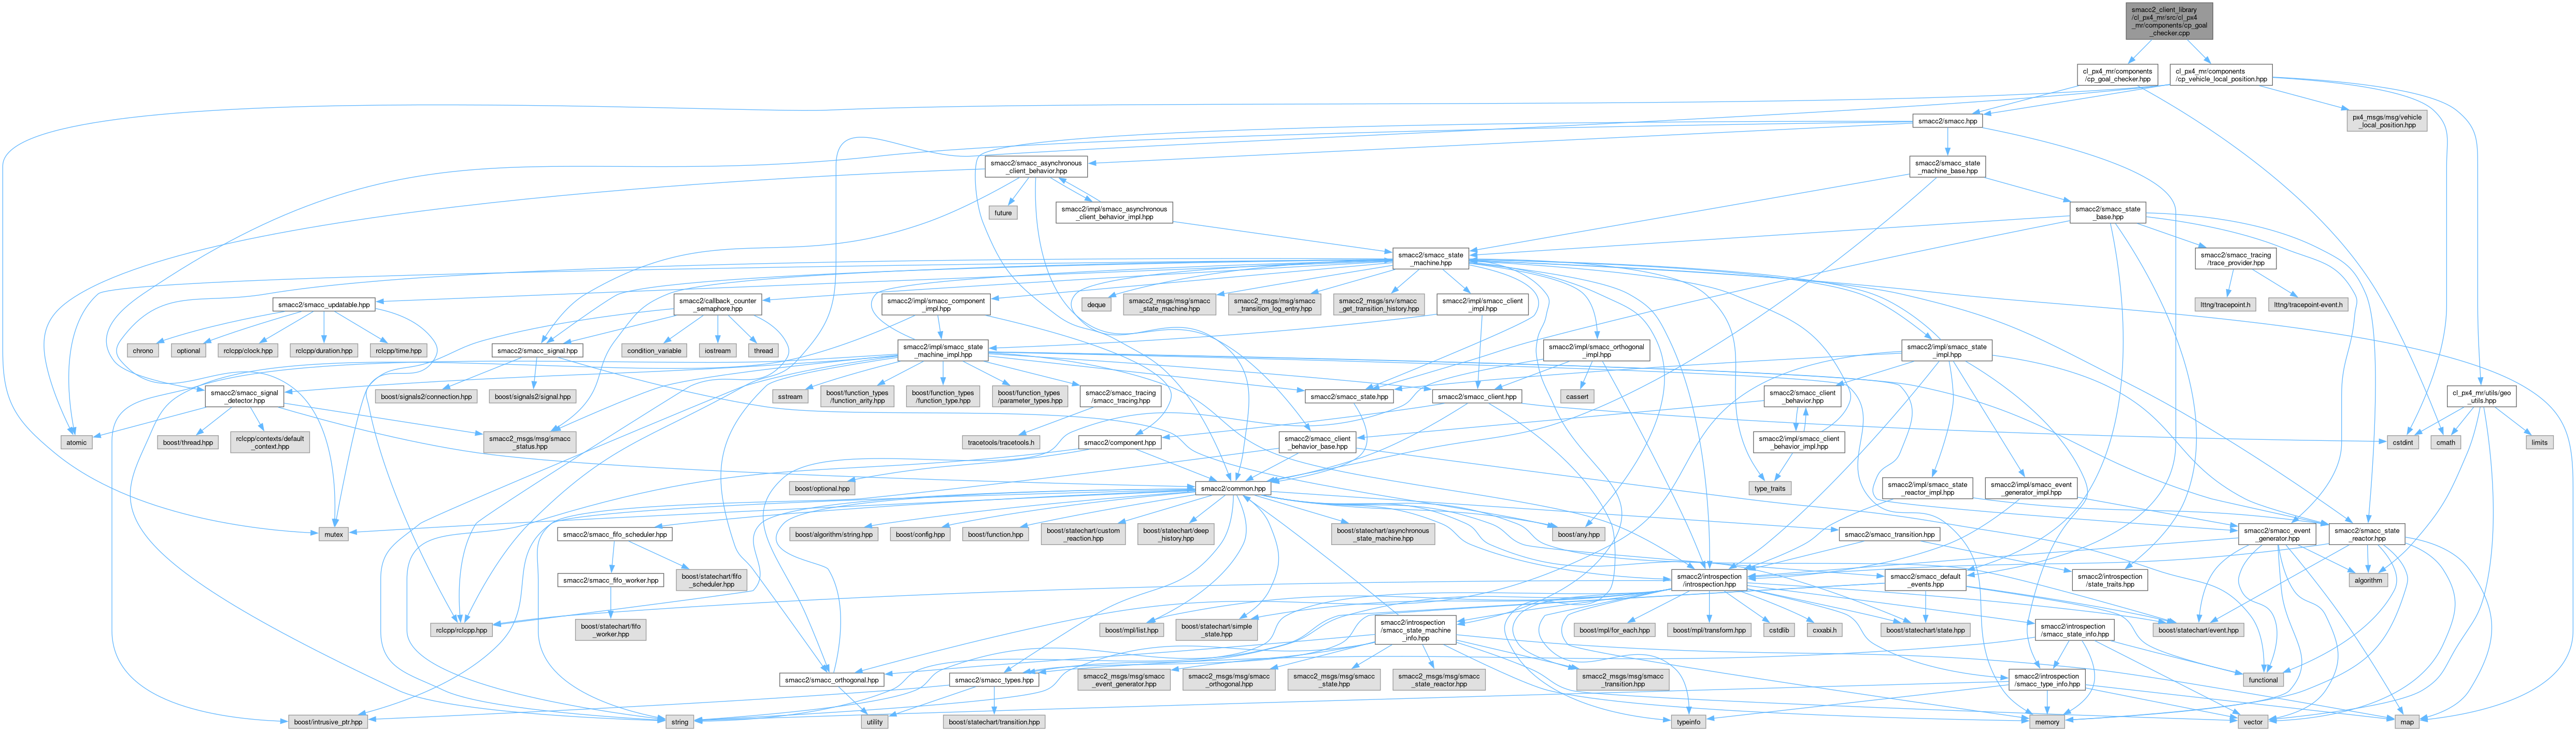 smacc2_client_library
/cl_px4_mr/src/cl_px4
_mr/components/cp_goal
_checker.cpp
cl_px4_mr/components
/cp_goal_checker.hpp
cl_px4_mr/components
/cp_vehicle_local_position.hpp
smacc2/smacc.hpp
px4_msgs/msg/vehicle
_local_position.hpp
smacc2/smacc_asynchronous
_client_behavior.hpp
smacc2/smacc_state
_machine_base.hpp
future
smacc2/impl/smacc_asynchronous
_client_behavior_impl.hpp
smacc2/smacc_state
_base.hpp
smacc2/smacc_state
_machine.hpp
smacc2/smacc_tracing
/trace_provider.hpp
smacc2/smacc_updatable.hpp
smacc2/callback_counter
_semaphore.hpp
smacc2/impl/smacc_component
_impl.hpp
deque
smacc2_msgs/msg/smacc
_state_machine.hpp
smacc2_msgs/msg/smacc
_transition_log_entry.hpp
smacc2_msgs/srv/smacc
_get_transition_history.hpp
smacc2/impl/smacc_client
_impl.hpp
lttng/tracepoint.h
lttng/tracepoint-event.h
chrono
optional
rclcpp/clock.hpp
rclcpp/duration.hpp
rclcpp/time.hpp
smacc2/smacc_signal.hpp
condition_variable
iostream
thread
smacc2/impl/smacc_state
_machine_impl.hpp
smacc2/impl/smacc_orthogonal
_impl.hpp
smacc2/impl/smacc_state
_impl.hpp
smacc2/smacc_signal
_detector.hpp
boost/signals2/connection.hpp
boost/signals2/signal.hpp
sstream
boost/function_types
/function_arity.hpp
boost/function_types
/function_type.hpp
boost/function_types
/parameter_types.hpp
smacc2/smacc_tracing
/smacc_tracing.hpp
cassert
smacc2/smacc_state.hpp
smacc2/smacc_client.hpp
smacc2/smacc_client
_behavior.hpp
cl_px4_mr/utils/geo
_utils.hpp
atomic
boost/thread.hpp
rclcpp/contexts/default
_context.hpp
smacc2_msgs/msg/smacc
_status.hpp
tracetools/tracetools.h
smacc2/component.hpp
smacc2/smacc_client
_behavior_base.hpp
smacc2/impl/smacc_client
_behavior_impl.hpp
cstdint
cmath
limits
boost/optional.hpp
smacc2/common.hpp
type_traits
smacc2/impl/smacc_state
_reactor_impl.hpp
smacc2/impl/smacc_event
_generator_impl.hpp
mutex
smacc2/smacc_fifo_scheduler.hpp
boost/algorithm/string.hpp
boost/config.hpp
boost/function.hpp
boost/statechart/custom
_reaction.hpp
boost/statechart/deep
_history.hpp
boost/statechart/asynchronous
_state_machine.hpp
boost/any.hpp
smacc2/smacc_transition.hpp
smacc2/smacc_event
_generator.hpp
smacc2/smacc_state
_reactor.hpp
smacc2/smacc_fifo_worker.hpp
boost/statechart/fifo
_scheduler.hpp
smacc2/introspection
/introspection.hpp
smacc2/smacc_default
_events.hpp
smacc2/introspection
/state_traits.hpp
algorithm
rclcpp/rclcpp.hpp
boost/statechart/fifo
_worker.hpp
boost/mpl/list.hpp
boost/statechart/simple
_state.hpp
smacc2/introspection
/smacc_state_machine
_info.hpp
boost/mpl/for_each.hpp
boost/mpl/transform.hpp
cstdlib
cxxabi.h
boost/statechart/state.hpp
smacc2/introspection
/smacc_state_info.hpp
boost/statechart/event.hpp
smacc2/smacc_orthogonal.hpp
smacc2/smacc_types.hpp
smacc2_msgs/msg/smacc
_event_generator.hpp
smacc2_msgs/msg/smacc
_orthogonal.hpp
smacc2_msgs/msg/smacc
_state.hpp
smacc2_msgs/msg/smacc
_state_reactor.hpp
smacc2_msgs/msg/smacc
_transition.hpp
smacc2/introspection
/smacc_type_info.hpp
functional
boost/intrusive_ptr.hpp
string
utility
boost/statechart/transition.hpp
typeinfo
memory
vector
map